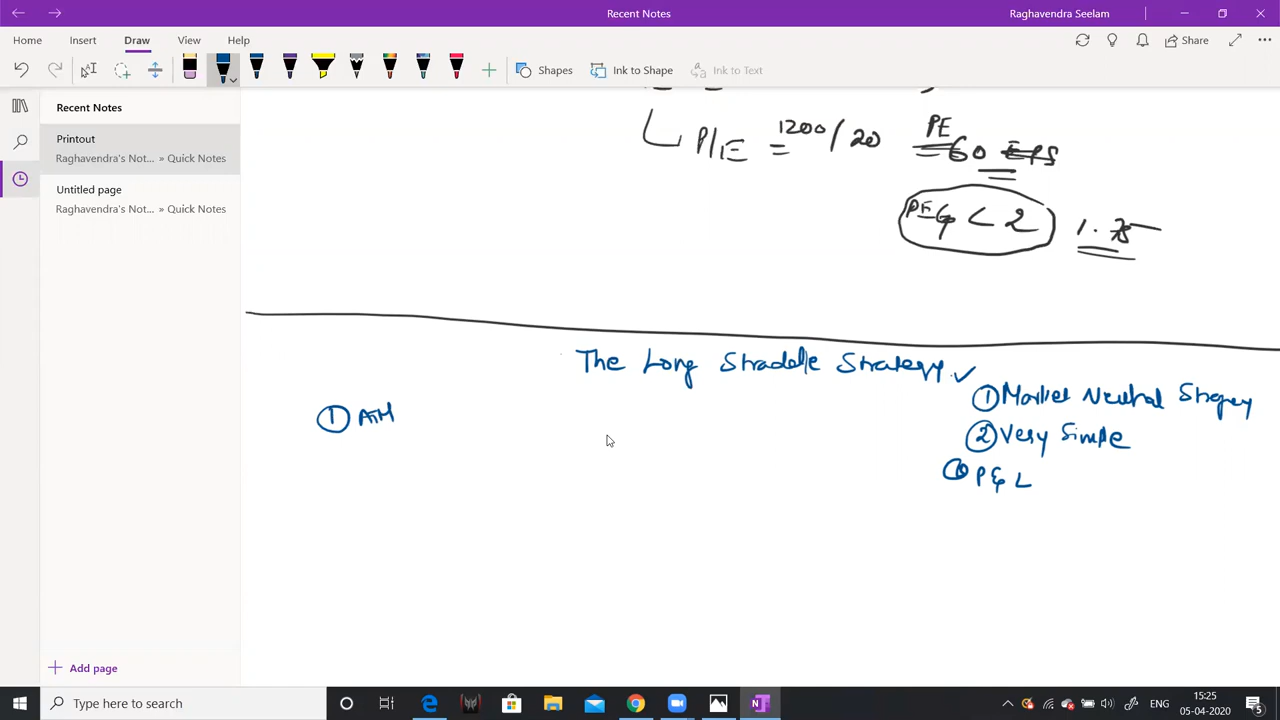 Recent Notes
Raghavendra Seelam
Home Insert Draw View Help
Share
Shapes
Ink to Shape
Ink to Text
Recent Notes
Printout
Raghavendra's Not... » Quick Notes
Untitled page
Raghavendra's Not... » Quick Notes
Add page
P/E = 1200/20 PE = 60 EPS
PEG < 2 1.75
The Long Straddle Strategy
① Market Neutral
① ATM
② Very Simple
P & L
Type here to search
ENG
15:25
05-04-2020
5